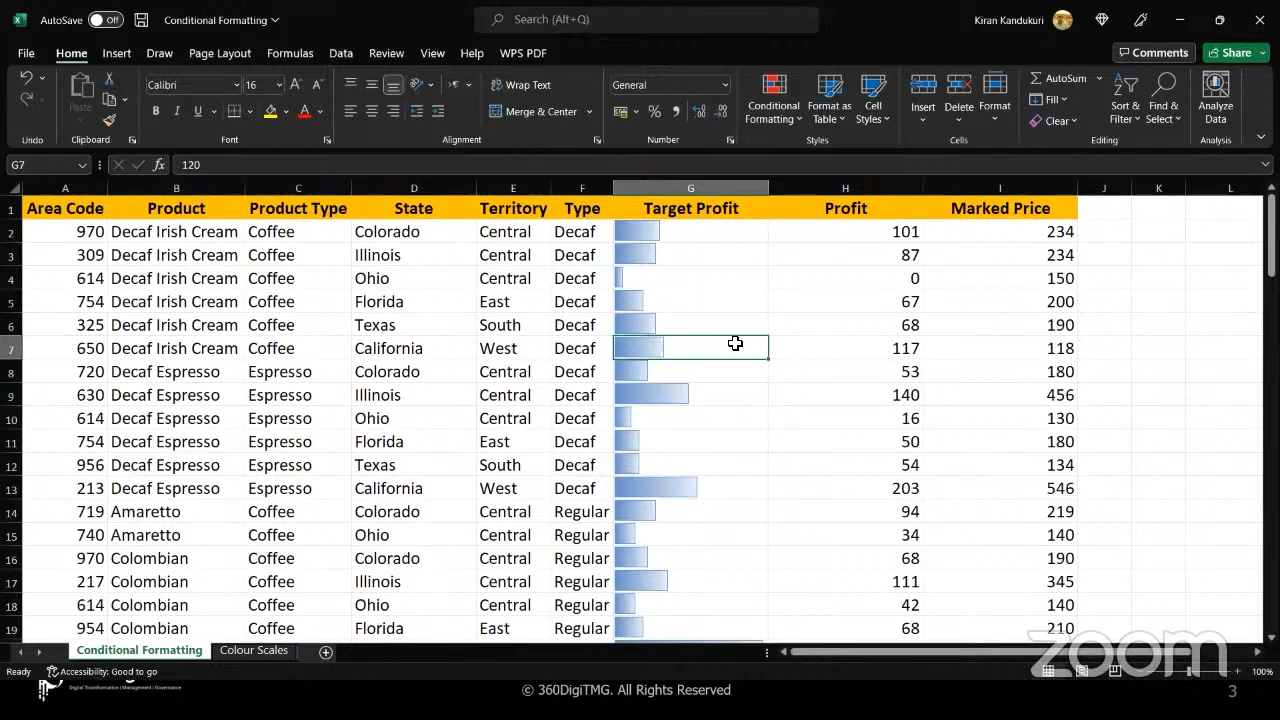 AutoSave Off Conditional Formatting Search (Alt+Q) Kiran Kandukuri
File Home Insert Draw Page Layout Formulas Data Review View Help WPS PDF Comments Share
Calibri 16 Wrap Text General AutoSum
Paste Merge & Center Conditional Formatting Format as Table Cell Styles Insert Delete Format Fill Clear Sort & Filter Find & Select Analyze Data
Undo Clipboard Font Alignment Number Styles Cells Editing Analysis
G7 fx 120
A B C D E F G H I J K L
1 Area Code Product Product Type State Territory Type Target Profit Profit Marked Price
2 970 Decaf Irish Cream Coffee Colorado Central Decaf 101 234
3 309 Decaf Irish Cream Coffee Illinois Central Decaf 87 234
4 614 Decaf Irish Cream Coffee Ohio Central Decaf 0 150
5 754 Decaf Irish Cream Coffee Florida East Decaf 67 200
6 325 Decaf Irish Cream Coffee Texas South Decaf 68 190
7 650 Decaf Irish Cream Coffee California West Decaf 117 118
8 720 Decaf Espresso Espresso Colorado Central Decaf 53 180
9 630 Decaf Espresso Espresso Illinois Central Decaf 140 456
10 614 Decaf Espresso Espresso Ohio Central Decaf 16 130
11 754 Decaf Espresso Espresso Florida East Decaf 50 180
12 956 Decaf Espresso Espresso Texas South Decaf 54 134
13 213 Decaf Espresso Espresso California West Decaf 203 546
14 719 Amaretto Coffee Colorado Central Regular 94 219
15 740 Amaretto Coffee Ohio Central Regular 34 140
16 970 Colombian Coffee Colorado Central Regular 68 190
17 217 Colombian Coffee Illinois Central Regular 111 345
18 614 Colombian Coffee Ohio Central Regular 42 140
19 954 Colombian Coffee Florida East Regular 68 210
Conditional Formatting Colour Scales
zoom
Ready Accessibility: Good to go 100%
Digital Transformation | Management | Governance
© 360DigiTMG. All Rights Reserved 3